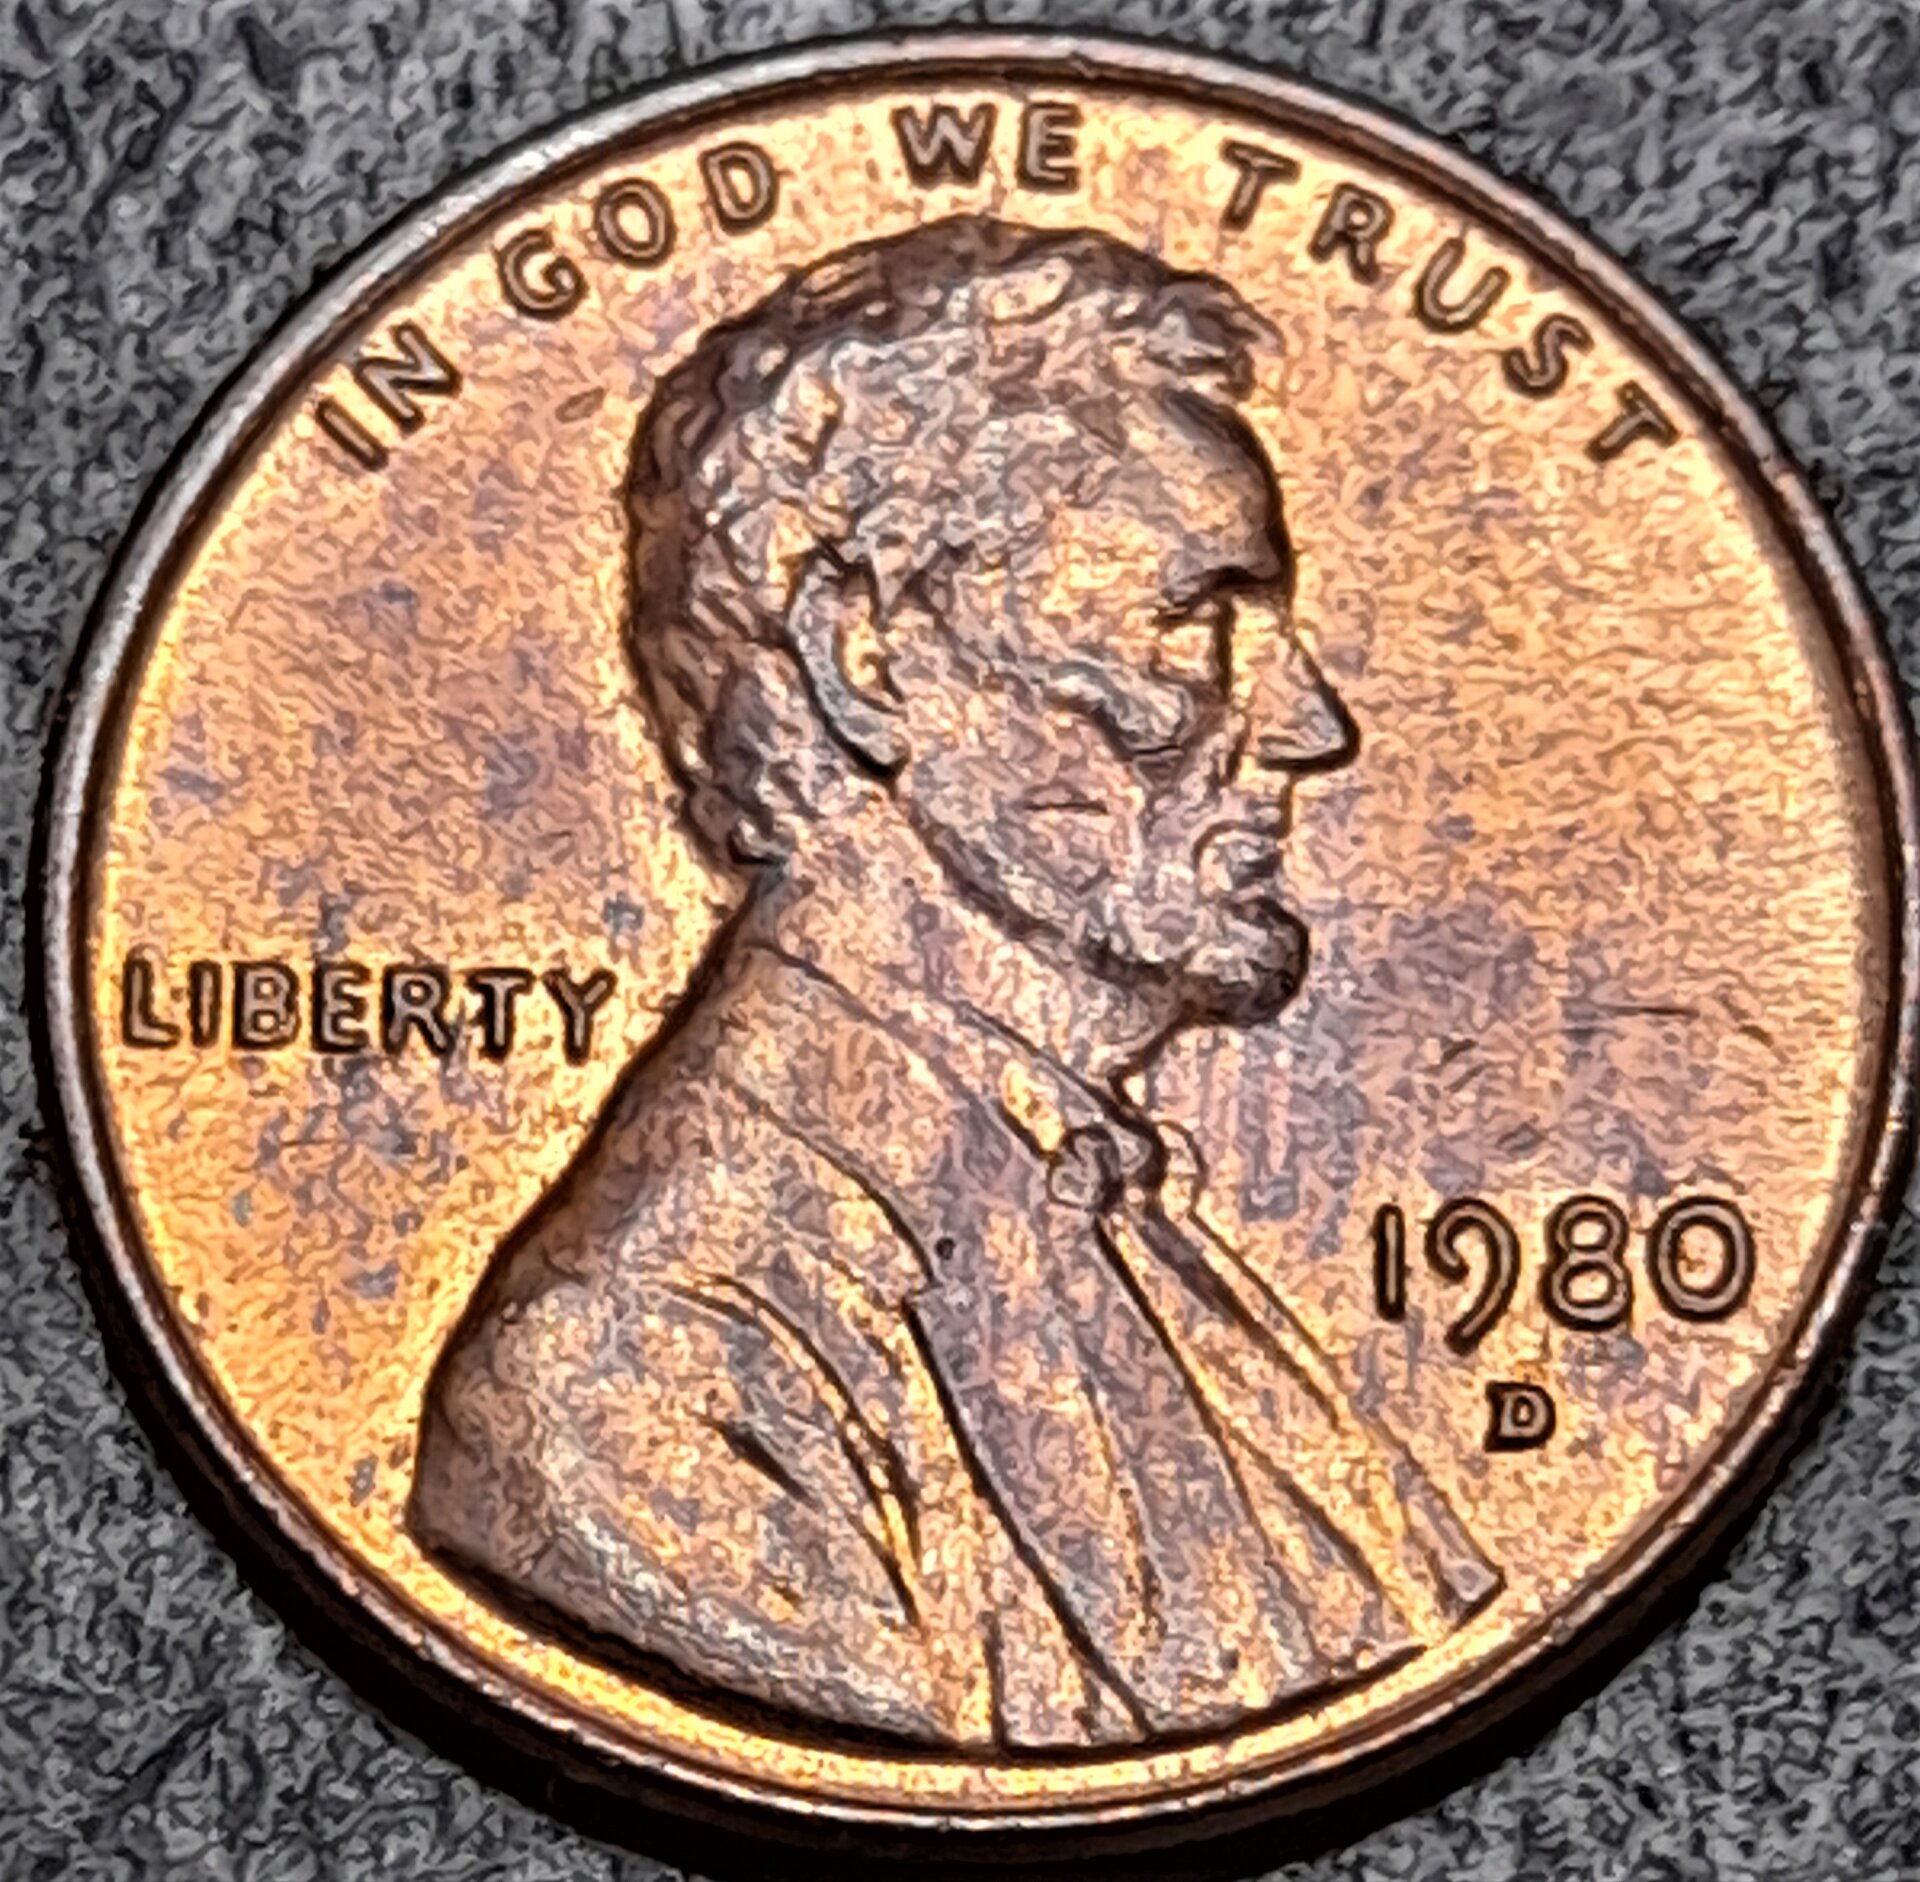 IN GOD WE TRUST
LIBERTY
1980
D